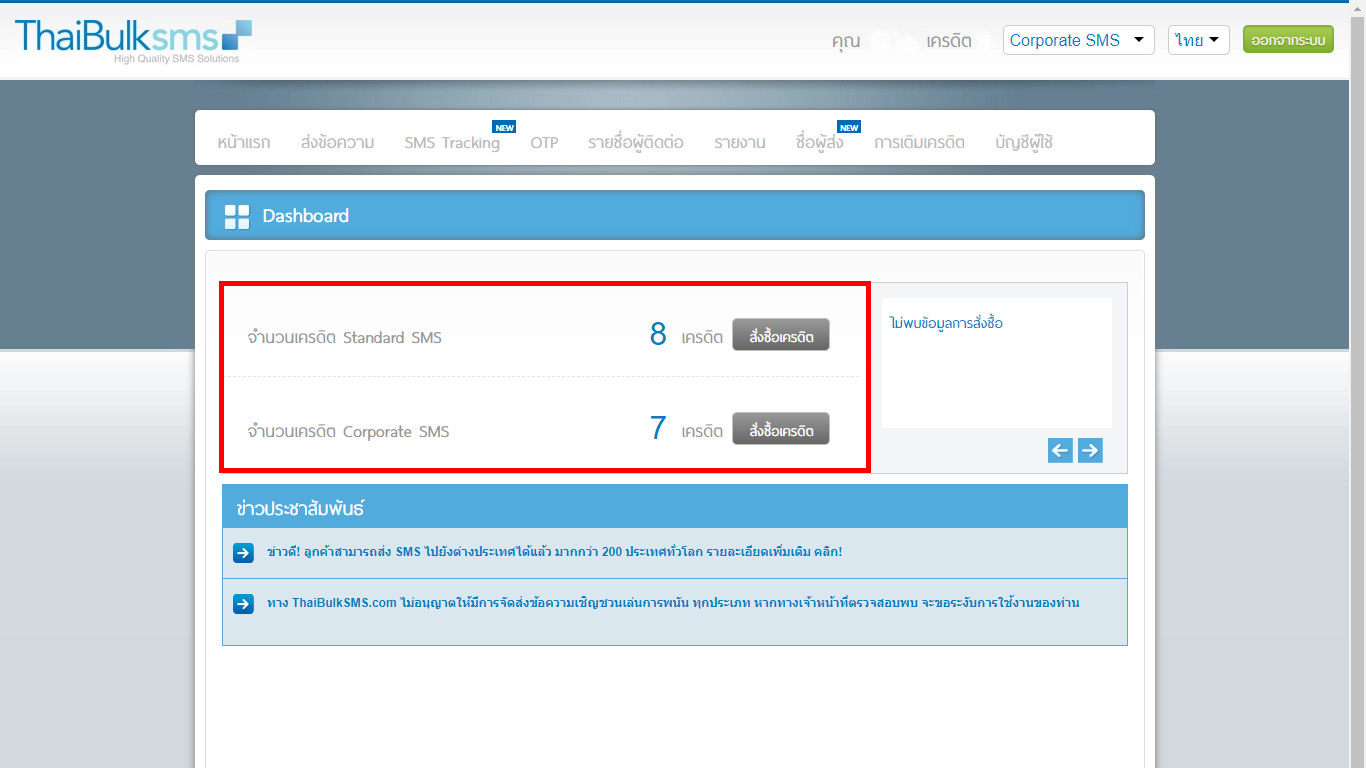 ThaiBulksms
High Quality SMS Solutions
คุณ เครดิต Corporate SMS ไทย ออกจากระบบ
NEW NEW
หน้าแรก ส่งข้อความ SMS Tracking OTP รายชื่อผู้ติดต่อ รายงาน ชื่อผู้ส่ง การเติมเครดิต บัญชีผู้ใช้
Dashboard
จำนวนเครดิต Standard SMS 8 เครดิต สั่งซื้อเครดิต
ไม่พบข้อมูลการสั่งซื้อ
จำนวนเครดิต Corporate SMS 7 เครดิต สั่งซื้อเครดิต
ข่าวประชาสัมพันธ์
ข่าวดี! ลูกค้าสามารถส่ง SMS ไปยังต่างประเทศได้แล้ว มากกว่า 200 ประเทศทั่วโลก รายละเอียดเพิ่มเติม คลิก!
ทาง ThaiBulkSMS.com ไม่อนุญาตให้มีการจัดส่งข้อความเชิญชวนเล่นการพนัน ทุกประเภท หากทางเจ้าหน้าที่ตรวจสอบพบ จะขอระงับการใช้งานของท่าน